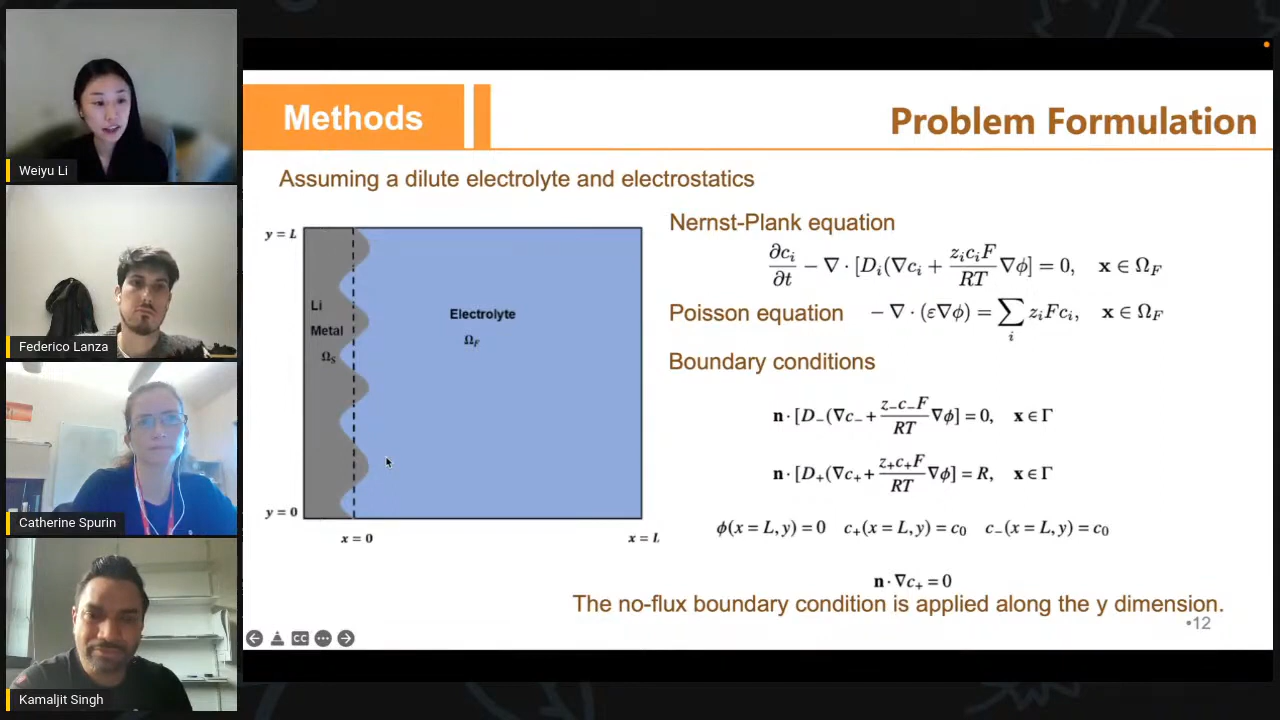 Weiyu Li
Federico Lanza
Catherine Spurin
Kamaljit Singh
Methods
Problem Formulation
Assuming a dilute electrolyte and electrostatics
y = L
Li
Metal
Ω_S
Electrolyte
Ω_F
y = 0
x = 0
x = L
Nernst-Plank equation
∂c_i/∂t − ∇ · [D_i(∇c_i + z_i c_i F/RT ∇ϕ] = 0, x ∈ Ω_F
Poisson equation − ∇ · (ε∇ϕ) = ∑_i z_i F c_i, x ∈ Ω_F
Boundary conditions
n · [D_−(∇c_− + z_− c_− F/RT ∇ϕ] = 0, x ∈ Γ
n · [D_+(∇c_+ + z_+ c_+ F/RT ∇ϕ] = R, x ∈ Γ
ϕ(x = L, y) = 0 c_+(x = L, y) = c_0 c_−(x = L, y) = c_0
n · ∇c_+ = 0
The no-flux boundary condition is applied along the y dimension.
•12
CC